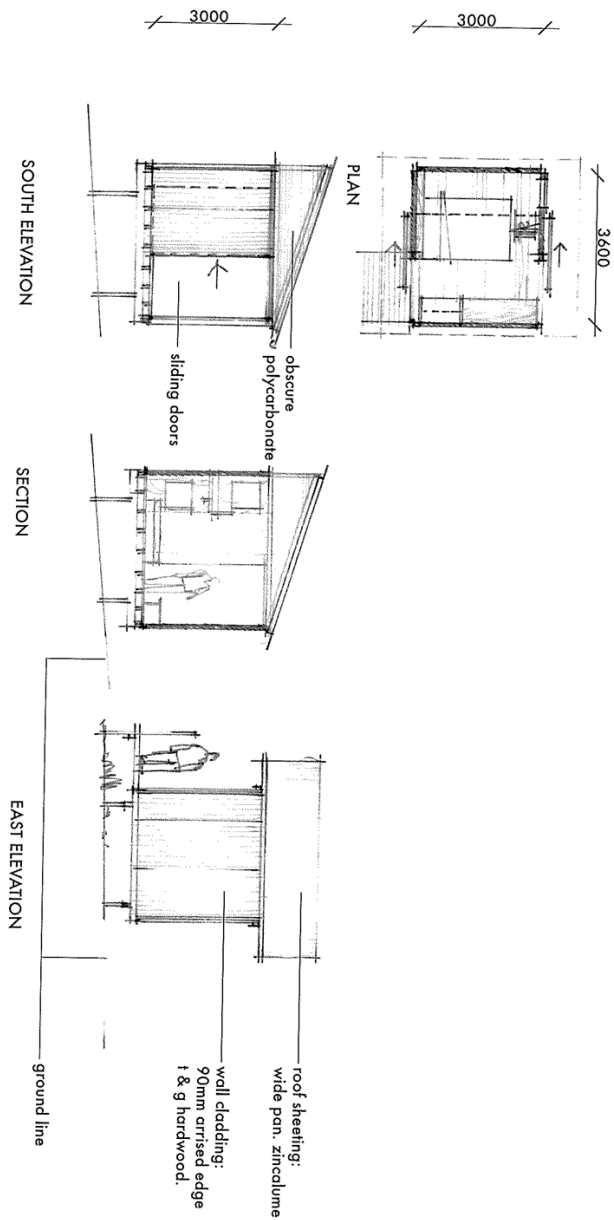 3000
3000
PLAN
3600
SOUTH ELEVATION
obscure
polycarbonate
sliding doors
SECTION
EAST ELEVATION
roof sheeting:
wide pan. zincalume
wall cladding:
90mm arrised edge
t & g hardwood.
ground line